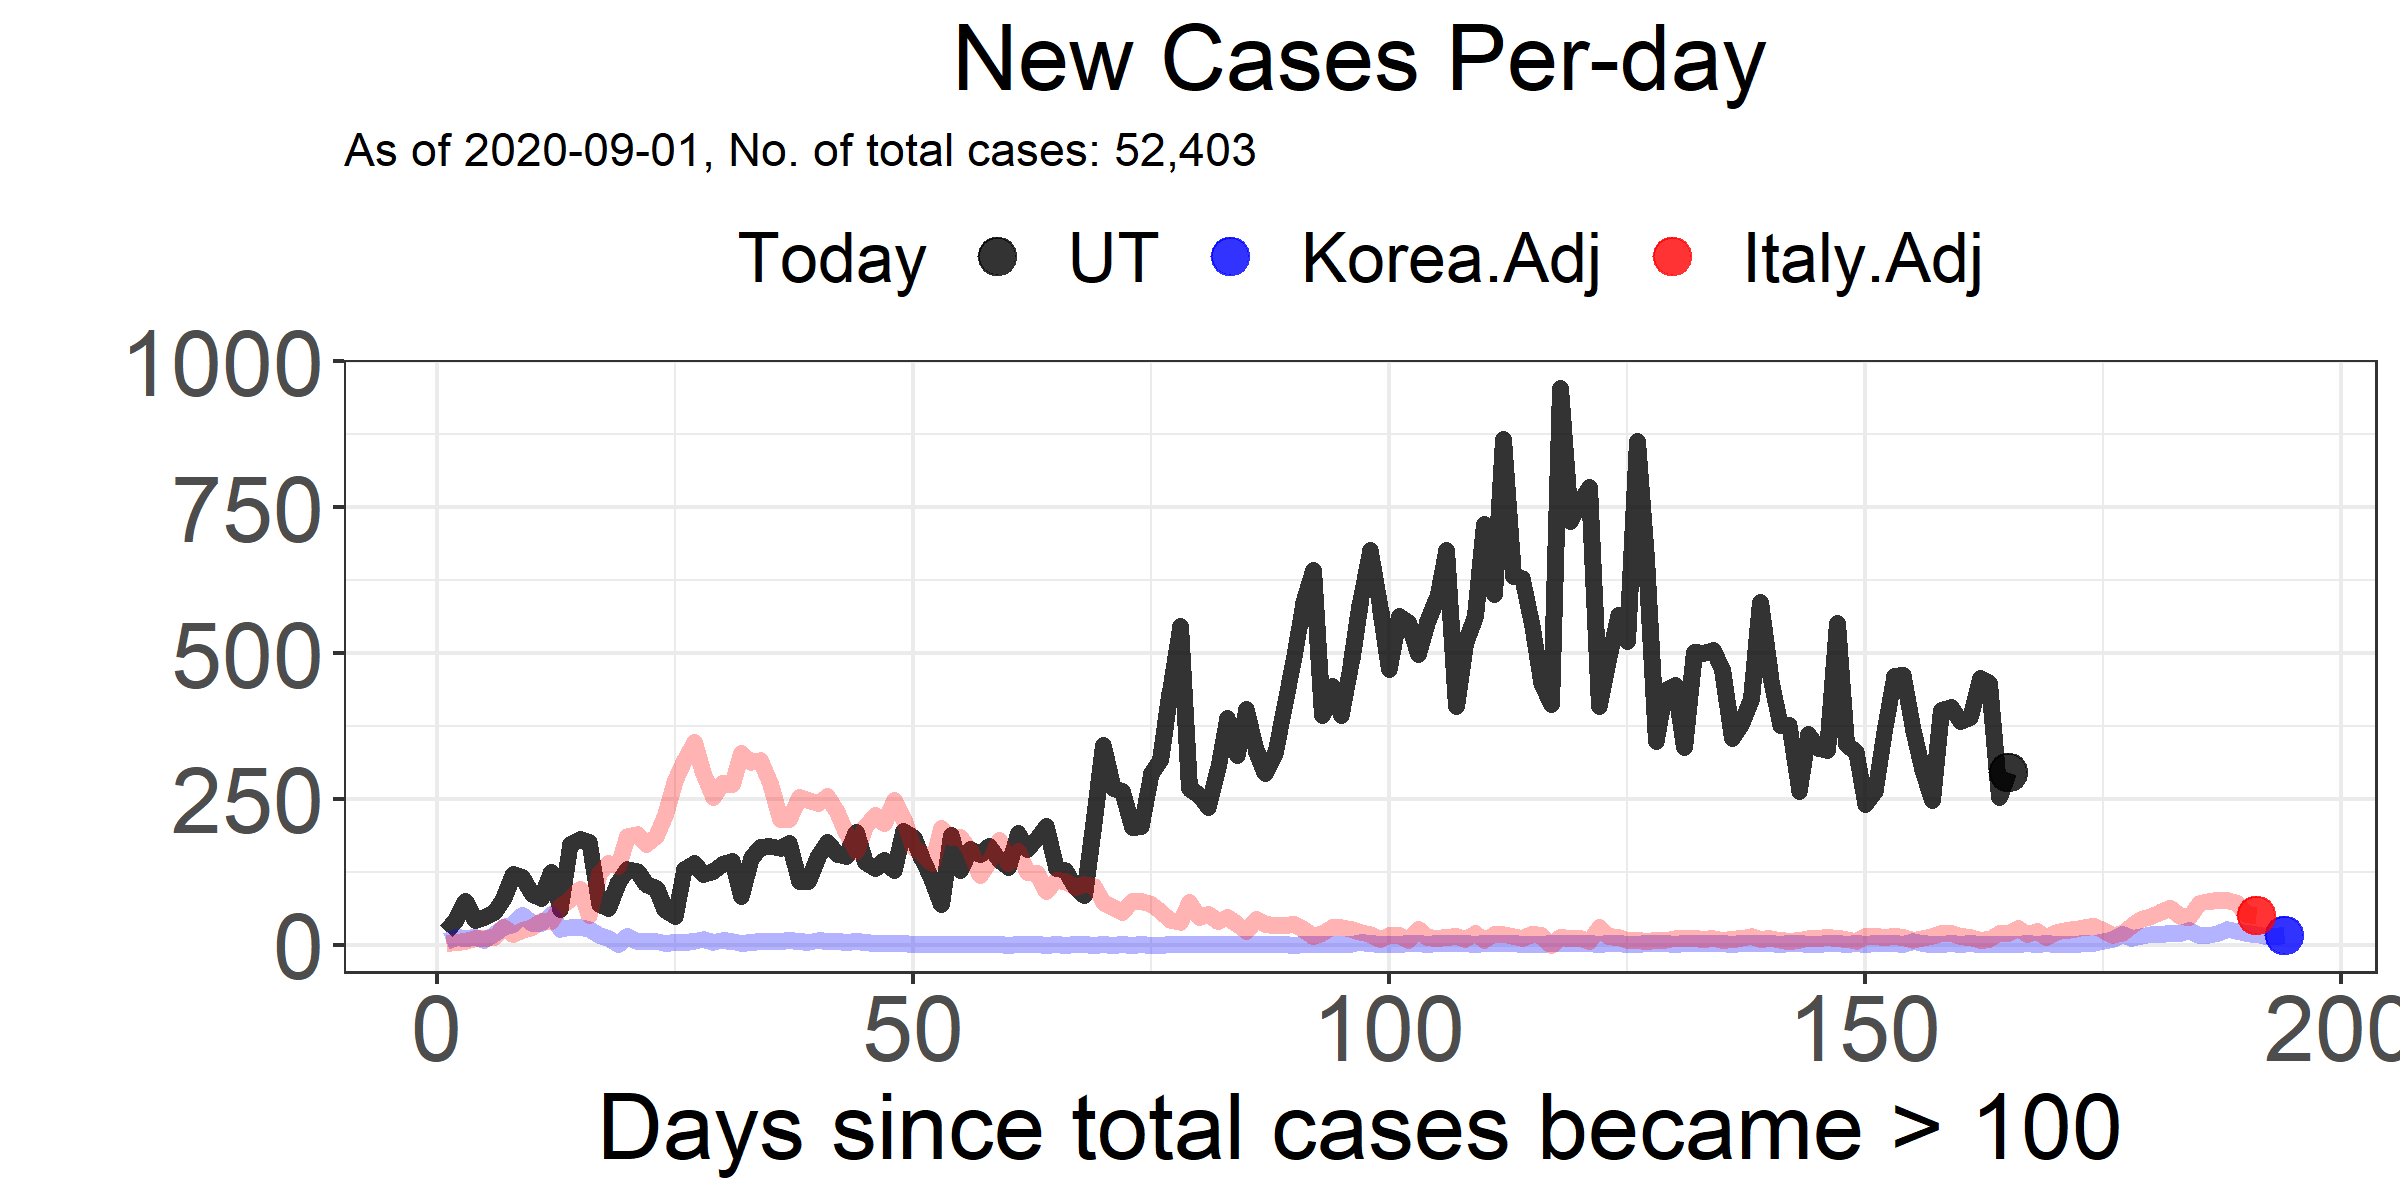 New Cases Per-day
As of 2020-09-01, No. of total cases: 52,403
Today UT Korea.Adj Italy.Adj
1000
750
500
250
0
0 50 100 150 200
Days since total cases became > 100